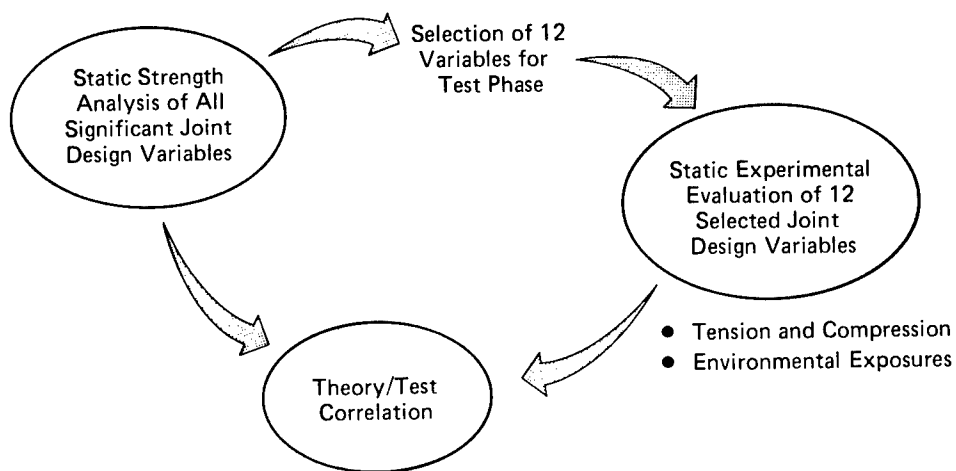 Static Strength
Analysis of All
Significant Joint
Design Variables
Selection of 12
Variables for
Test Phase
Static Experimental
Evaluation of 12
Selected Joint
Design Variables
● Tension and Compression
● Environmental Exposures
Theory/Test
Correlation